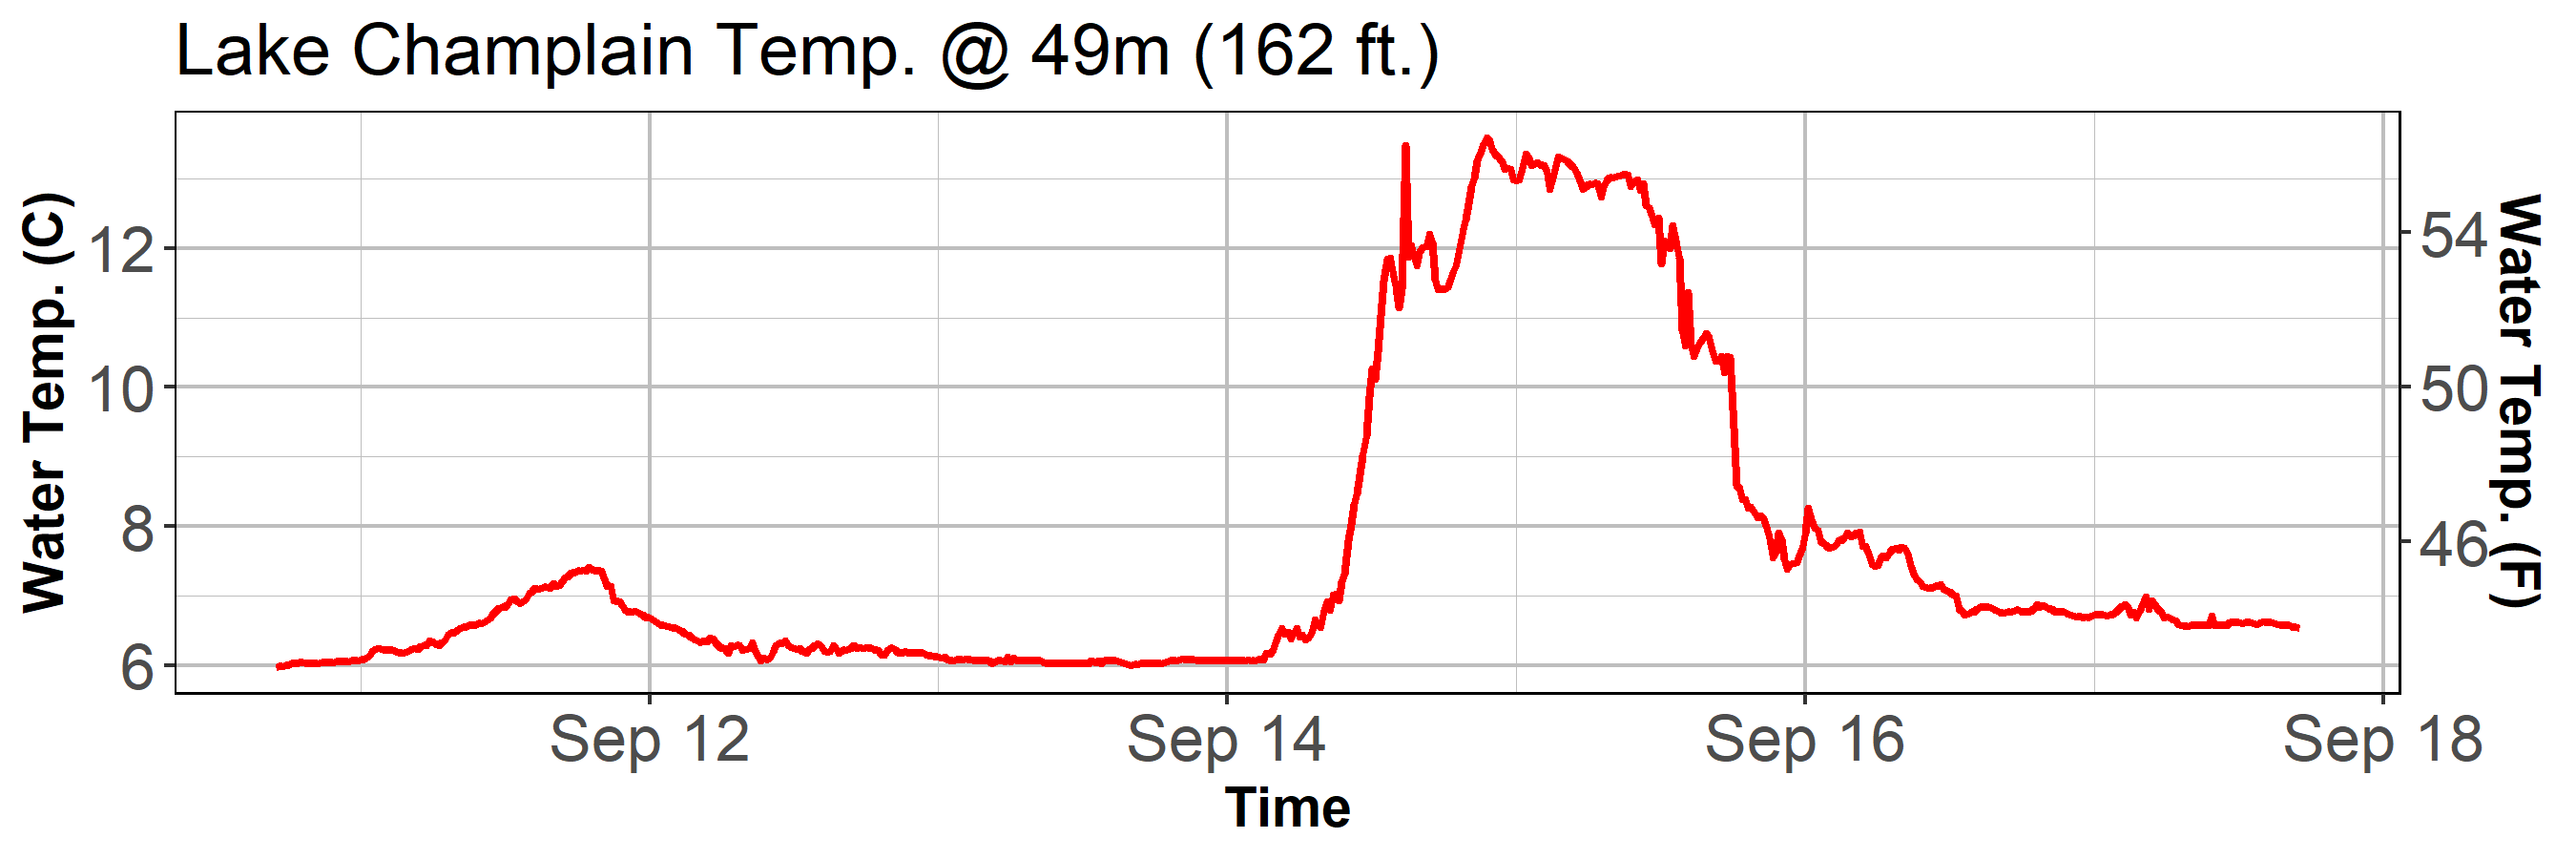 Lake Champlain Temp. @ 49m (162 ft.)
Water Temp. (C)
12
10
8
6
54
50
46
Water Temp. (F)
Sep 12
Sep 14
Sep 16
Sep 18
Time